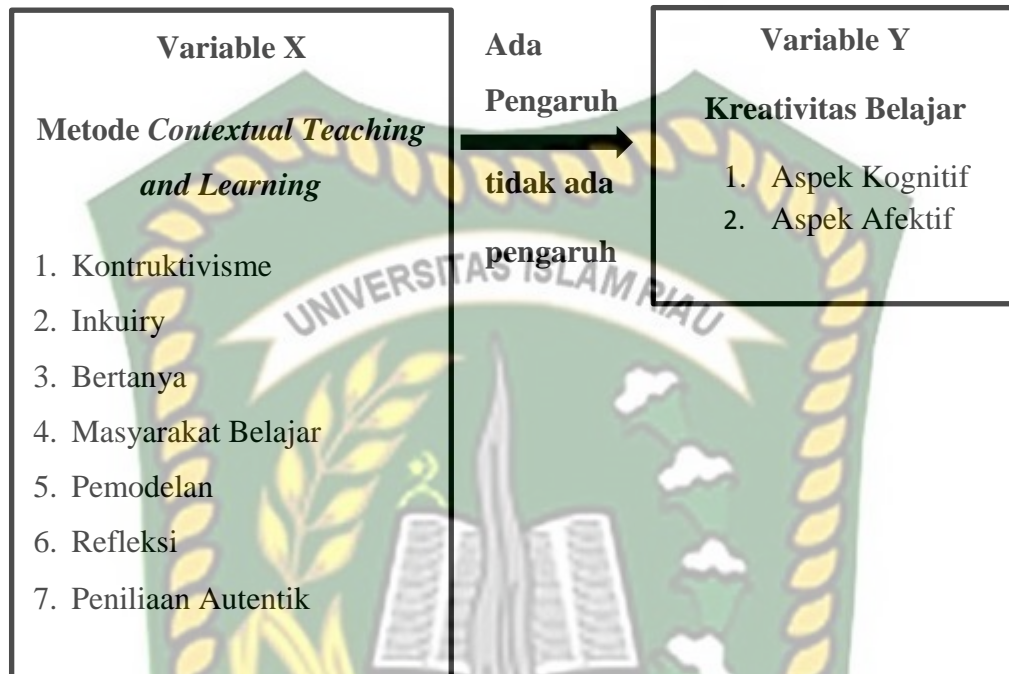 Variable X
Metode Contextual Teaching
and Learning
1. Kontruktivisme
2. Inkuiry
3. Bertanya
4. Masyarakat Belajar
5. Pemodelan
6. Refleksi
7. Peniliaan Autentik
Ada
Pengaruh
tidak ada
pengaruh
Variable Y
Kreativitas Belajar
1. Aspek Kognitif
2. Aspek Afektif
UNIVERSITAS ISLAM RIAU